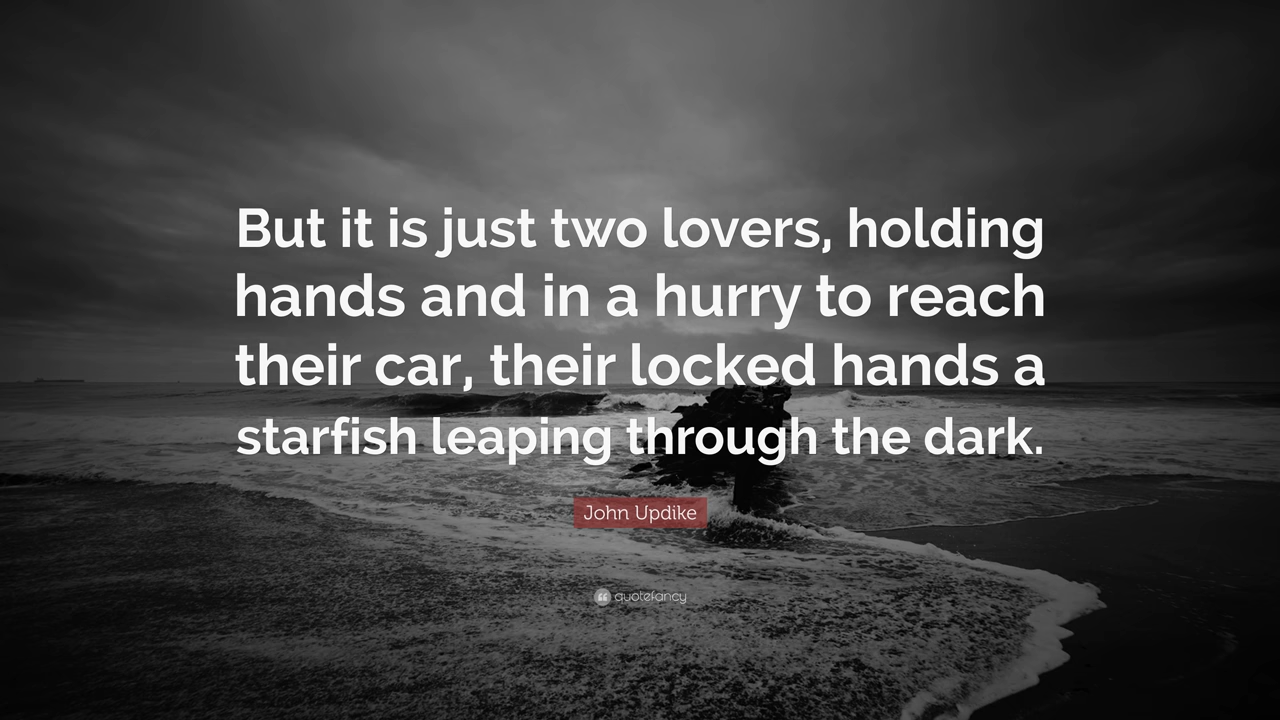 But it is just two lovers, holding
hands and in a hurry to reach
their car, their locked hands a
starfish leaping through the dark.
John Updike
quotefancy